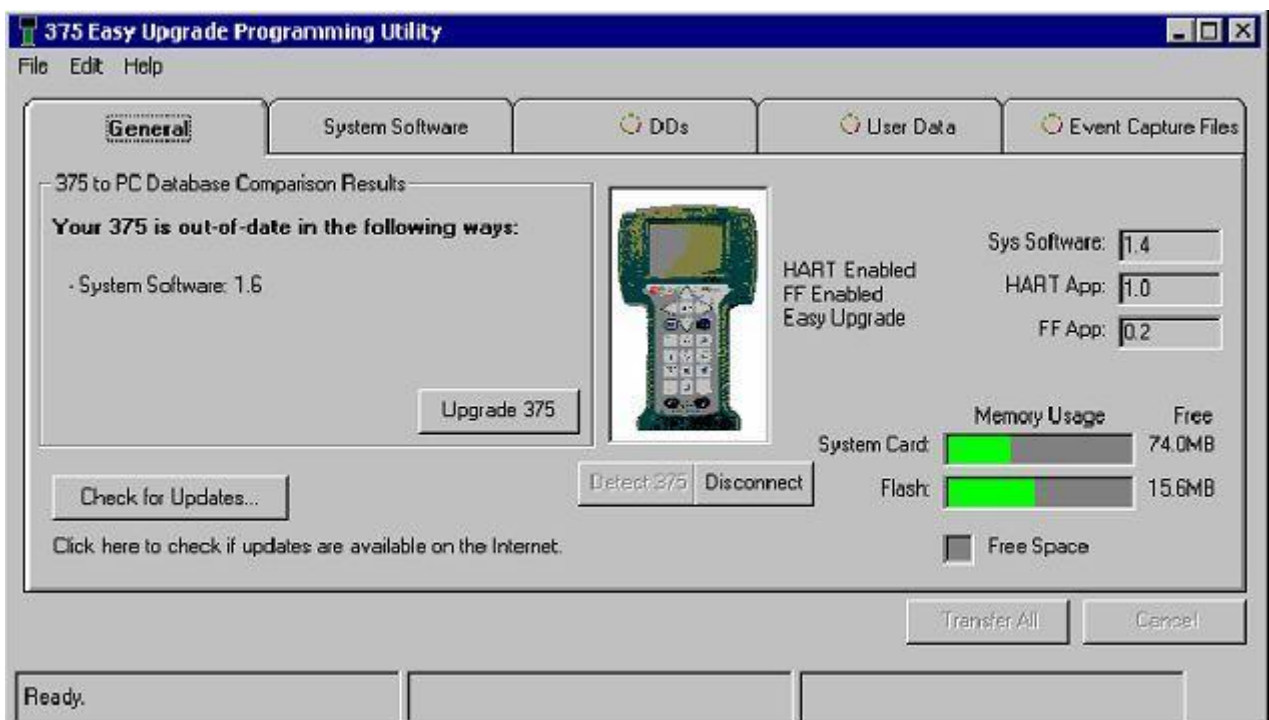 375 Easy Upgrade Programming Utility
File Edit Help
General
System Software
DDs
User Data
Event Capture Files
375 to PC Database Comparison Results
Your 375 is out-of-date in the following ways:
- System Software: 1.6
Upgrade 375
HART Enabled
FF Enabled
Easy Upgrade
Sys Software: 1.4
HART App: 1.0
FF App: 0.2
Memory Usage Free
System Card: 74.0MB
Flash: 15.6MB
Free Space
Detect 375
Disconnect
Check for Updates...
Click here to check if updates are available on the Internet.
Transfer All
Cancel
Ready.